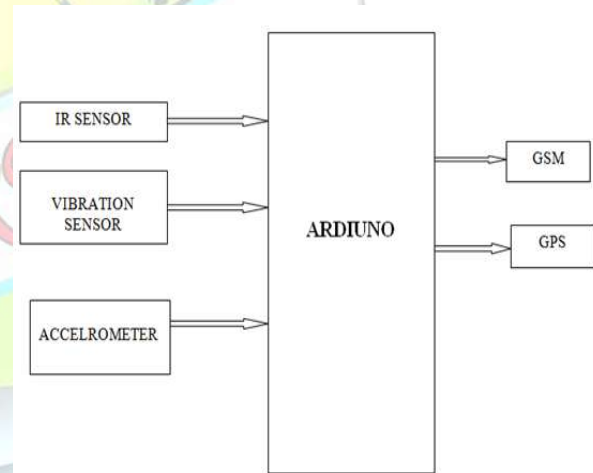 IR SENSOR
VIBRATION
SENSOR
ACCELROMETER
ARDIUNO
GSM
GPS